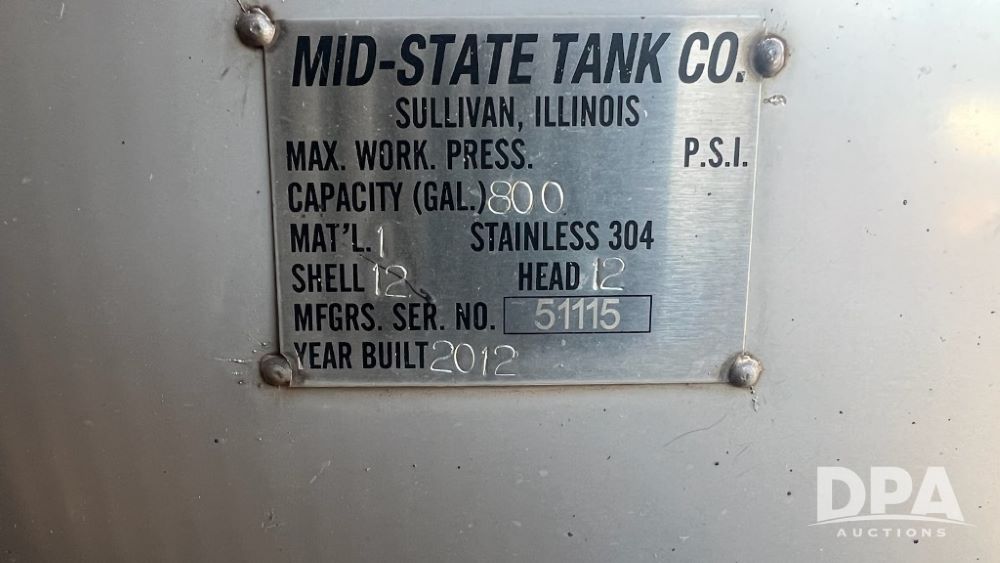 MID-STATE TANK CO.
SULLIVAN, ILLINOIS
MAX. WORK. PRESS. P.S.I.
CAPACITY (GAL.) 800
MAT'L. 1 STAINLESS 304
SHELL 12 HEAD 12
MFGRS. SER. NO. 51115
YEAR BUILT 2012
DPA
AUCTIONS